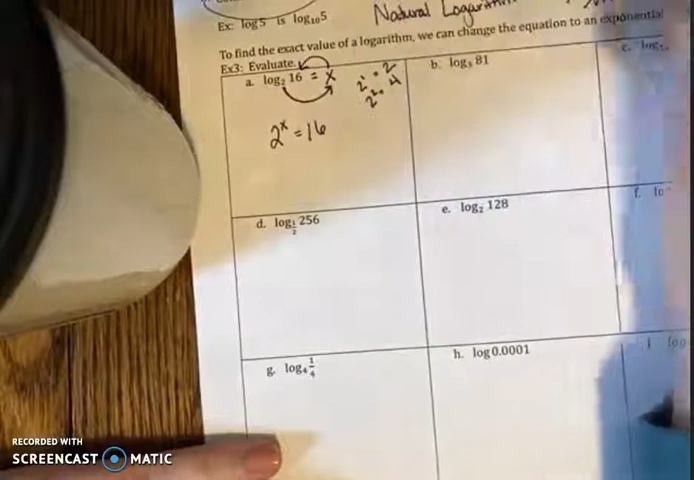 Ex: log5 is log₁₀5
Natural
To find the exact value of a logarithm, we can change the equation to an exponential
Ex3: Evaluate.
a. log₂ 16 = x
2¹ = 2
2² = 4
2ˣ = 16
b. log₃ 81
c. log
d. log½ 256
e. log₂ 128
f. lo
g. log₄ 1/4
h. log 0.0001
RECORDED WITH
SCREENCAST MATIC